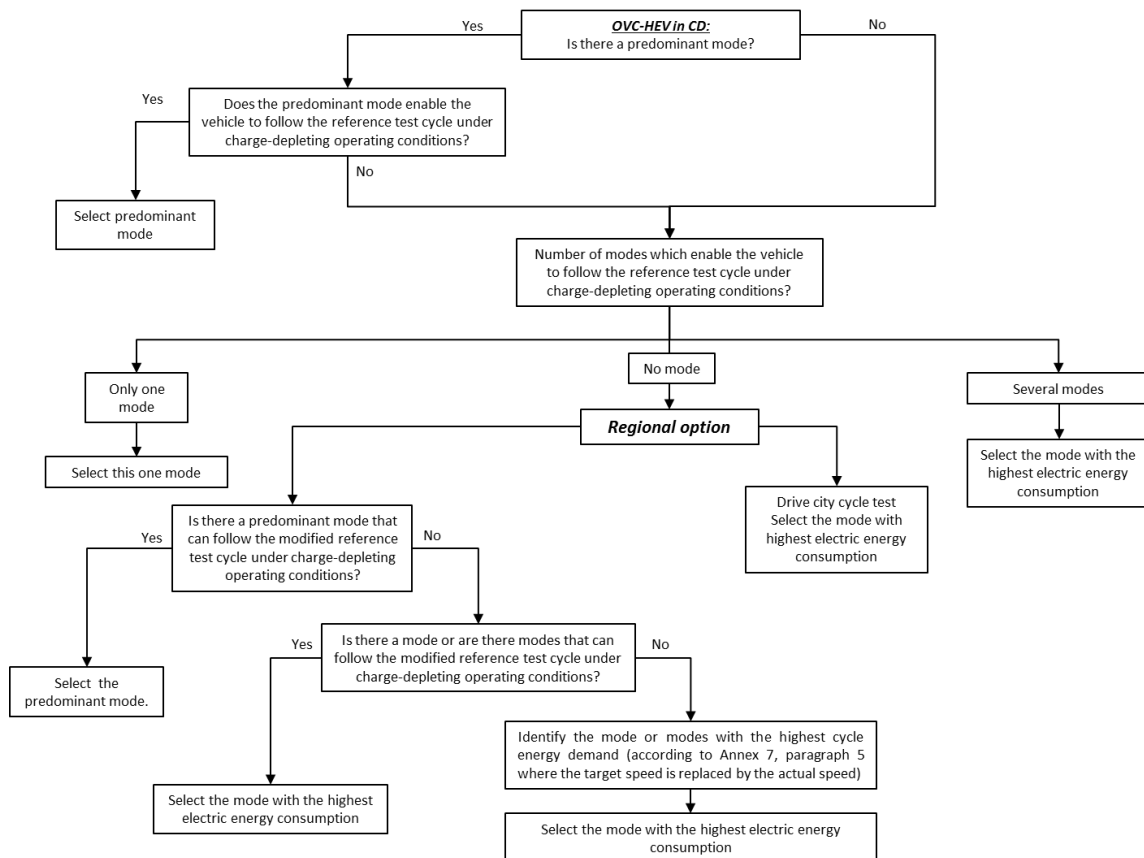 OVC-HEV in CD:
Is there a predominant mode?
Yes
No
Does the predominant mode enable the
vehicle to follow the reference test cycle under
charge-depleting operating conditions?
Yes
No
Select predominant
mode
Number of modes which enable the vehicle
to follow the reference test cycle under
charge-depleting operating conditions?
Only one
mode
No mode
Several modes
Select this one mode
Regional option
Select the mode with the
highest electric energy
consumption
Drive city cycle test
Select the mode with
highest electric energy
consumption
Is there a predominant mode that
can follow the modified reference
test cycle under charge-depleting
operating conditions?
Yes
No
Select the
predominant mode.
Is there a mode or are there modes that can
follow the modified reference test cycle under
charge-depleting operating conditions?
Yes
No
Select the mode with the highest
electric energy consumption
Identify the mode or modes with the highest cycle
energy demand (according to Annex 7, paragraph 5
where the target speed is replaced by the actual speed)
Select the mode with the highest electric energy
consumption